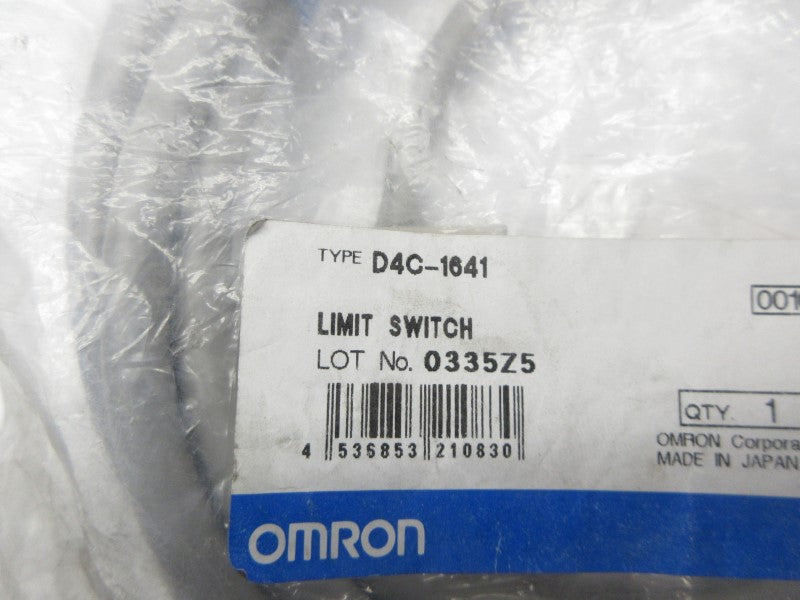 TYPE D4C-1641
001
LIMIT SWITCH
LOT No. 0335Z5
QTY. 1
4 536853 210830
OMRON Corpora
MADE IN JAPAN
OMRON